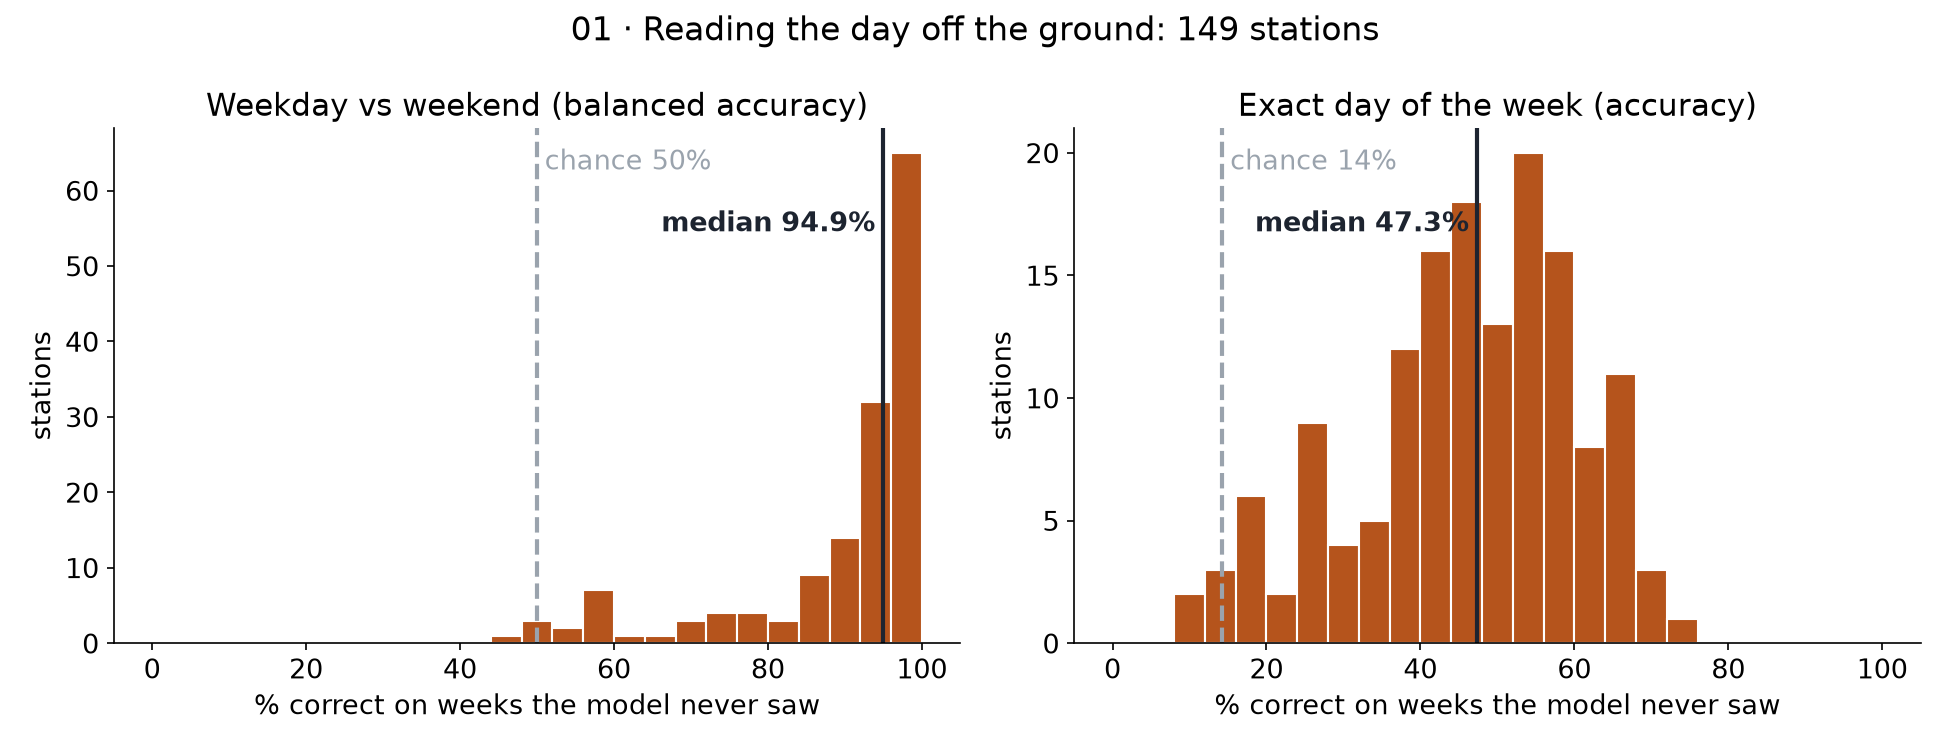 01 · Reading the day off the ground: 149 stations
Weekday vs weekend (balanced accuracy)
chance 50%
median 94.9%
stations
60
50
40
30
20
10
0
0 20 40 60 80 100
% correct on weeks the model never saw
Exact day of the week (accuracy)
chance 14%
median 47.3%
stations
20
15
10
5
0
0 20 40 60 80 100
% correct on weeks the model never saw